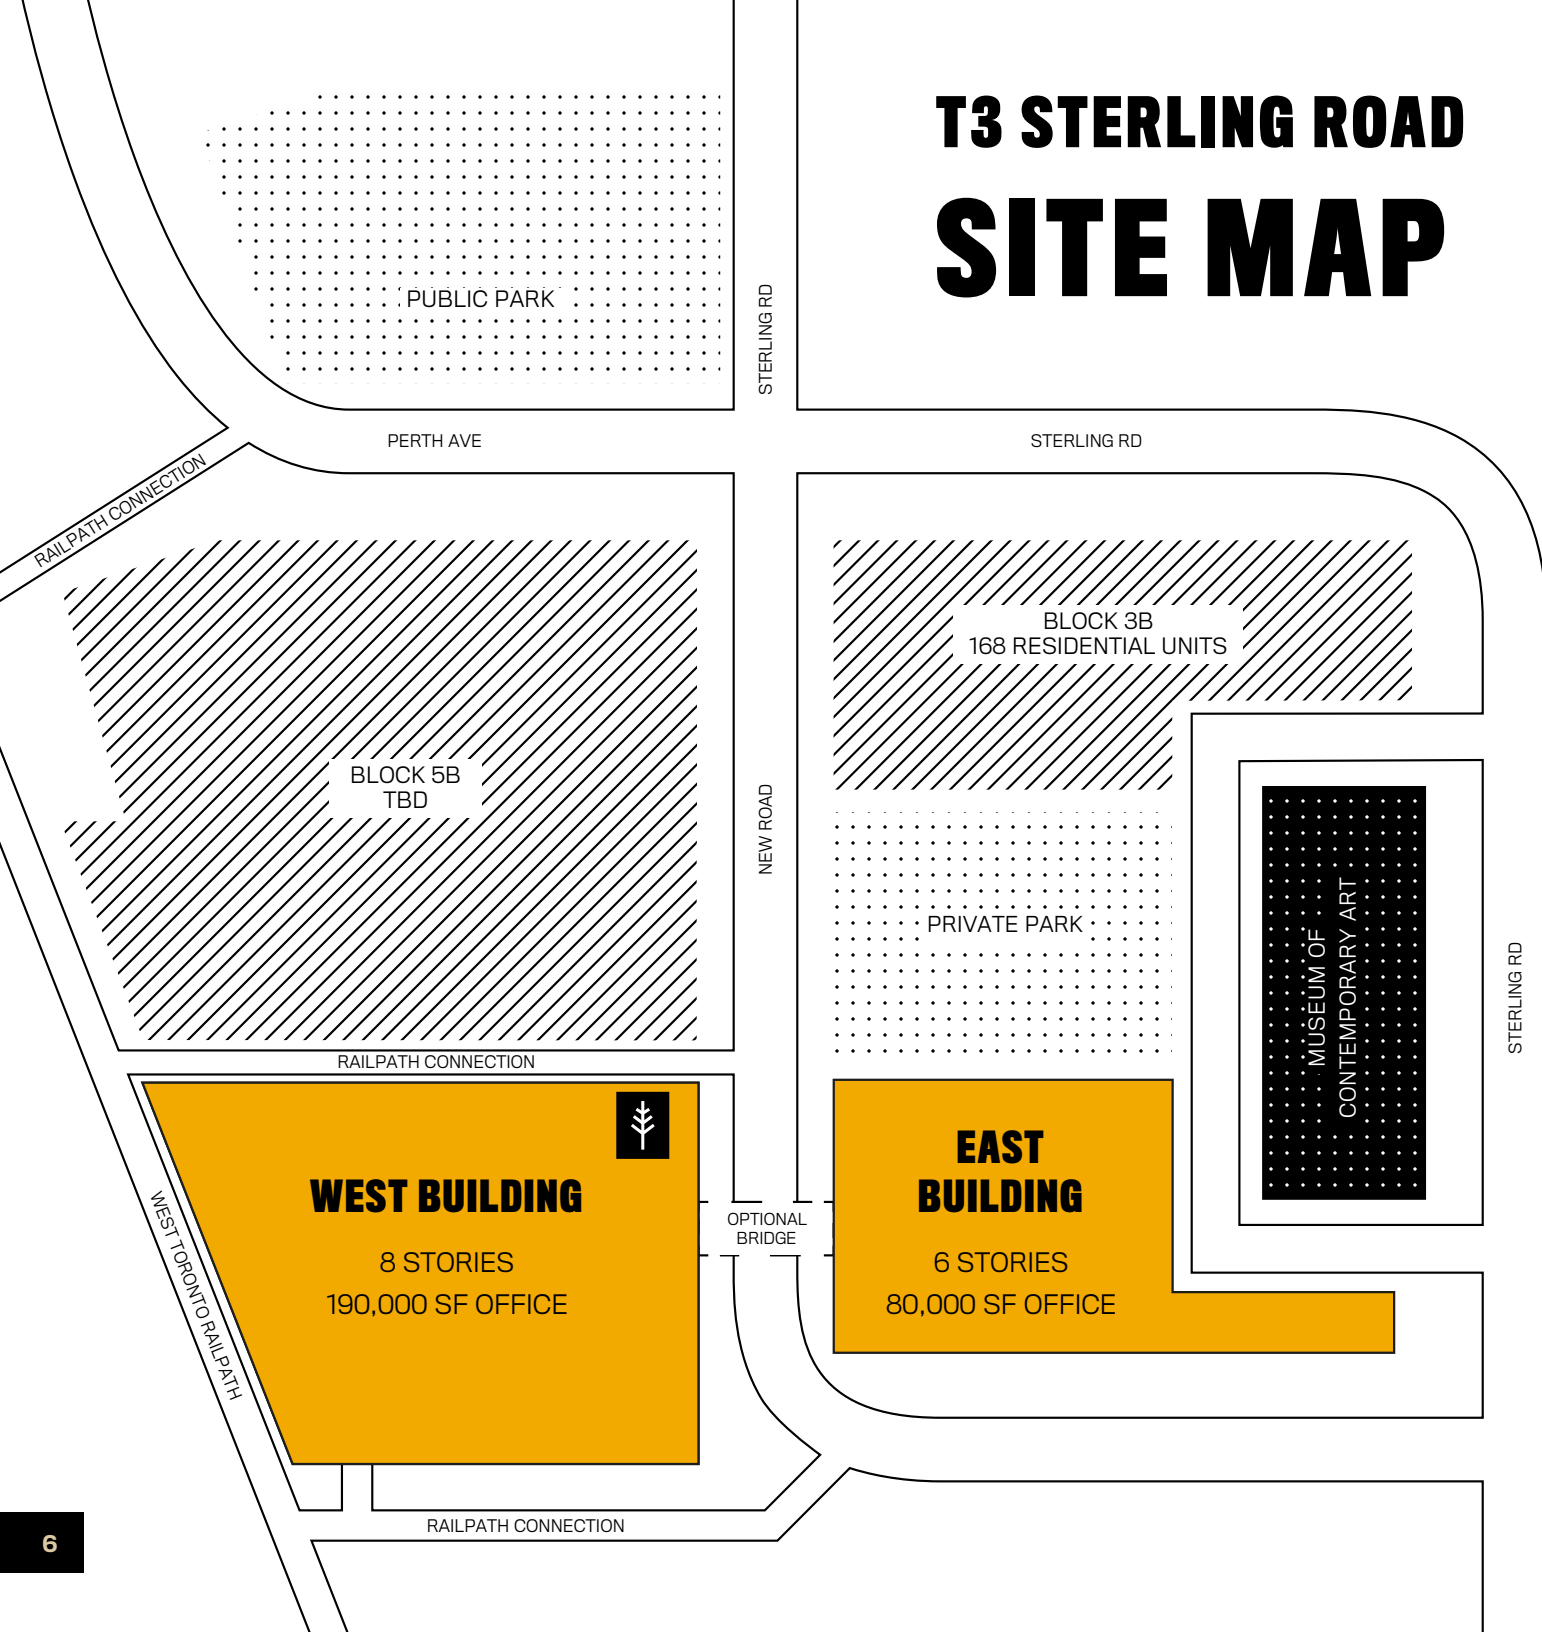 T3 STERLING ROAD
SITE MAP
PUBLIC PARK
STERLING RD
PERTH AVE
STERLING RD
RAILPATH CONNECTION
BLOCK 3B
168 RESIDENTIAL UNITS
BLOCK 5B
TBD
NEW ROAD
PRIVATE PARK
MUSEUM OF
CONTEMPORARY ART
STERLING RD
RAILPATH CONNECTION
WEST BUILDING
8 STORIES
190,000 SF OFFICE
OPTIONAL
BRIDGE
EAST
BUILDING
6 STORIES
80,000 SF OFFICE
WEST TORONTO RAILPATH
RAILPATH CONNECTION
6